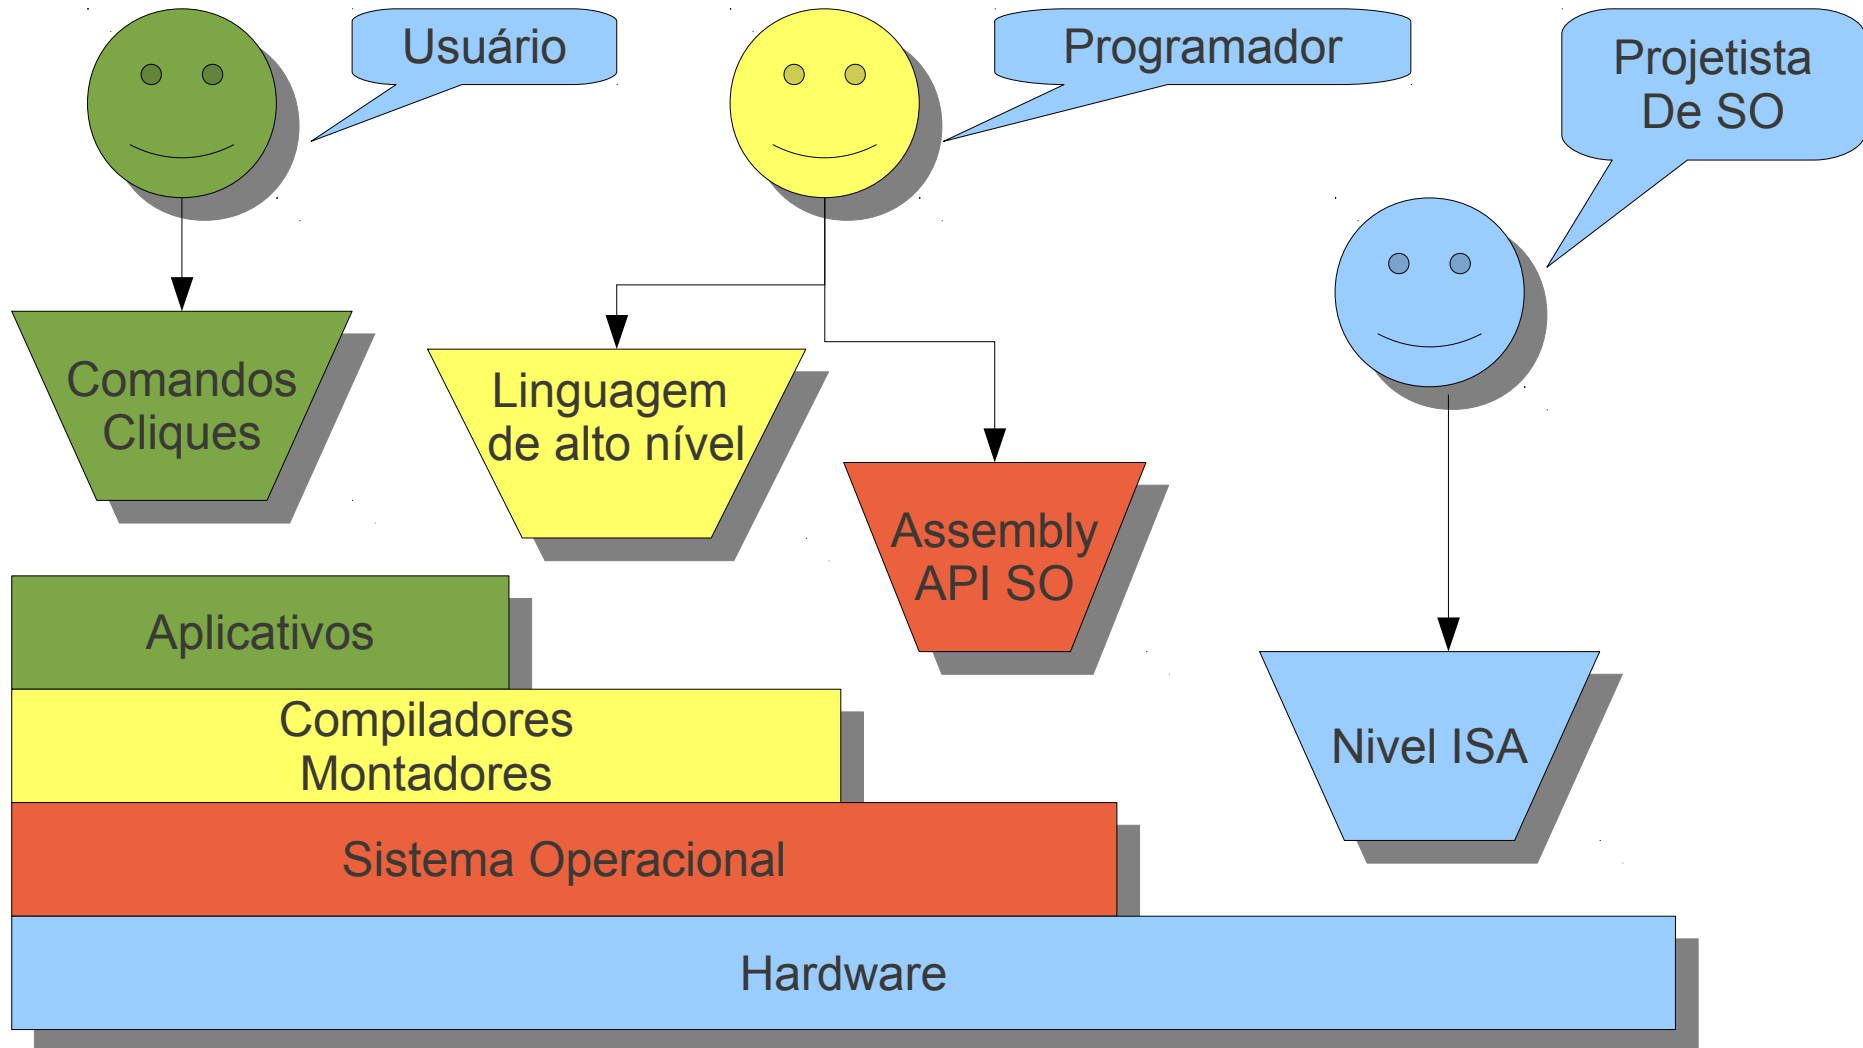 Usuário
Programador
Projetista
De SO
Comandos
Cliques
Linguagem
de alto nível
Assembly
API SO
Aplicativos
Compiladores
Montadores
Nivel ISA
Sistema Operacional
Hardware